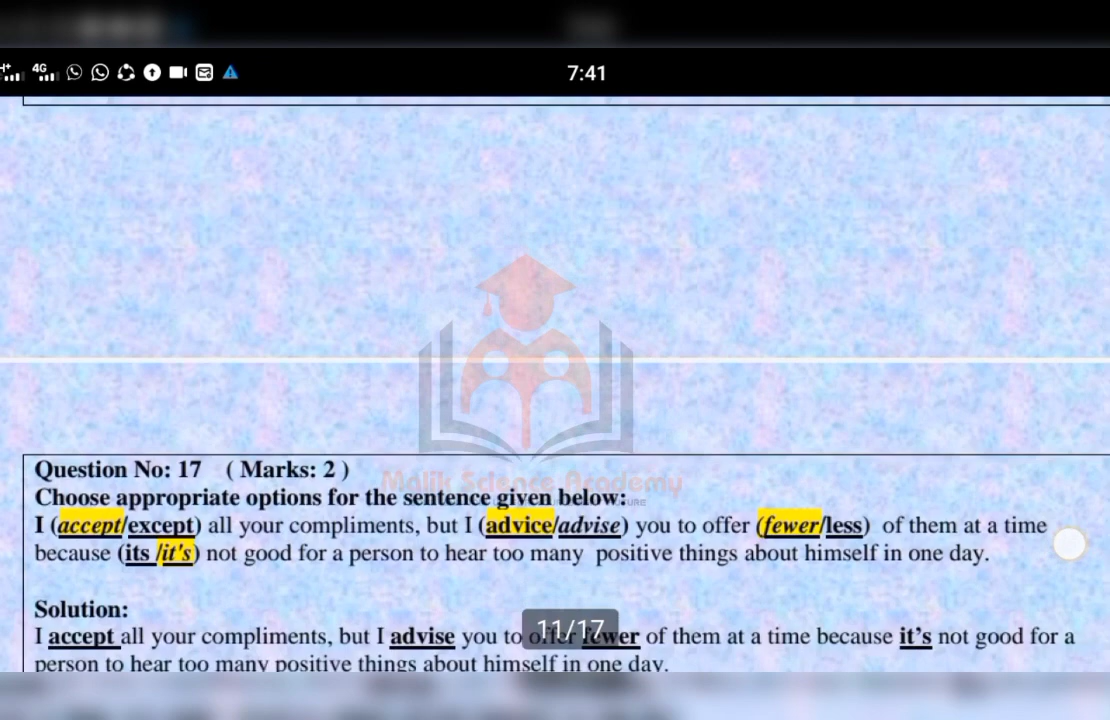 H+ 4G 7:41
Malik Science Academy
Question No: 17 ( Marks: 2 )
Choose appropriate options for the sentence given below:
I (accept/except) all your compliments, but I (advice/advise) you to offer (fewer/less) of them at a time
because (its /it's) not good for a person to hear too many positive things about himself in one day.
Solution:
I accept all your compliments, but I advise you to offer fewer of them at a time because it’s not good for a
11/17
person to hear too many positive things about himself in one day.